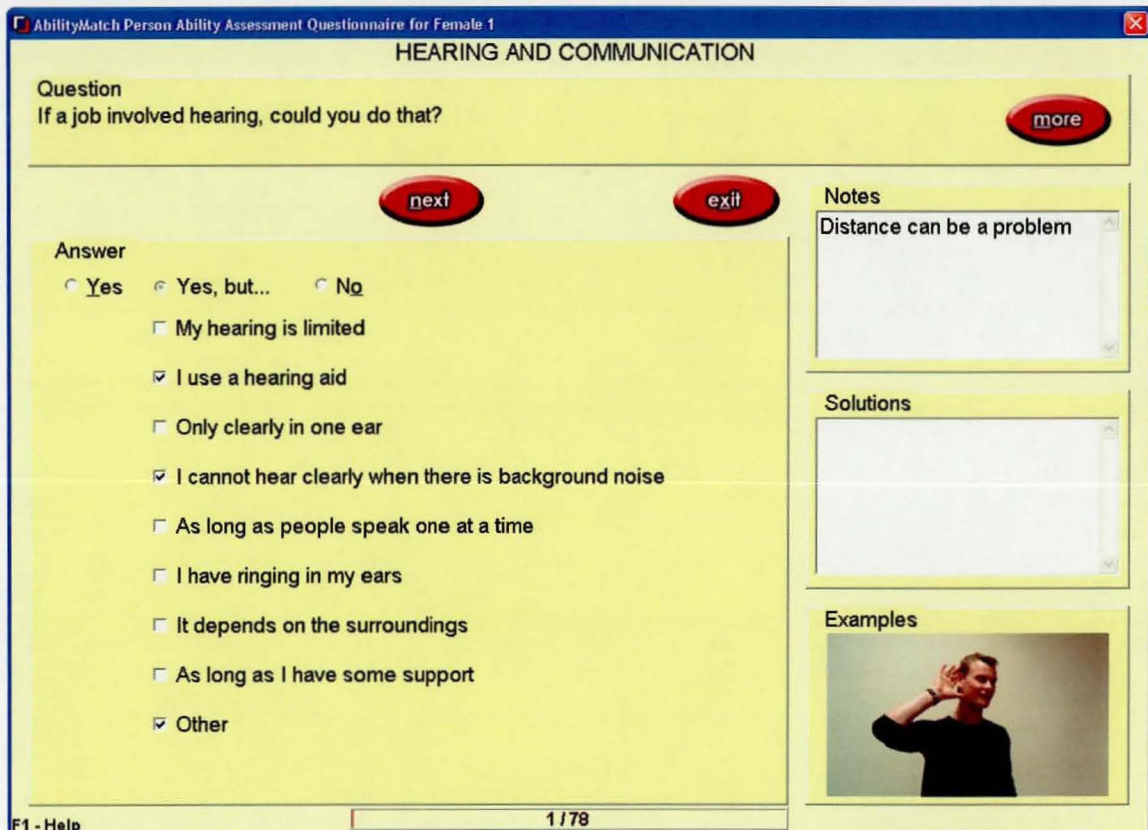 AbilityMatch Person Ability Assessment Questionnaire for Female 1
HEARING AND COMMUNICATION
Question
If a job involved hearing, could you do that?
more
next
exit
Answer
Yes
Yes, but...
No
My hearing is limited
I use a hearing aid
Only clearly in one ear
I cannot hear clearly when there is background noise
As long as people speak one at a time
I have ringing in my ears
It depends on the surroundings
As long as I have some support
Other
Notes
Distance can be a problem
Solutions
Examples
F1 - Help
1 / 78